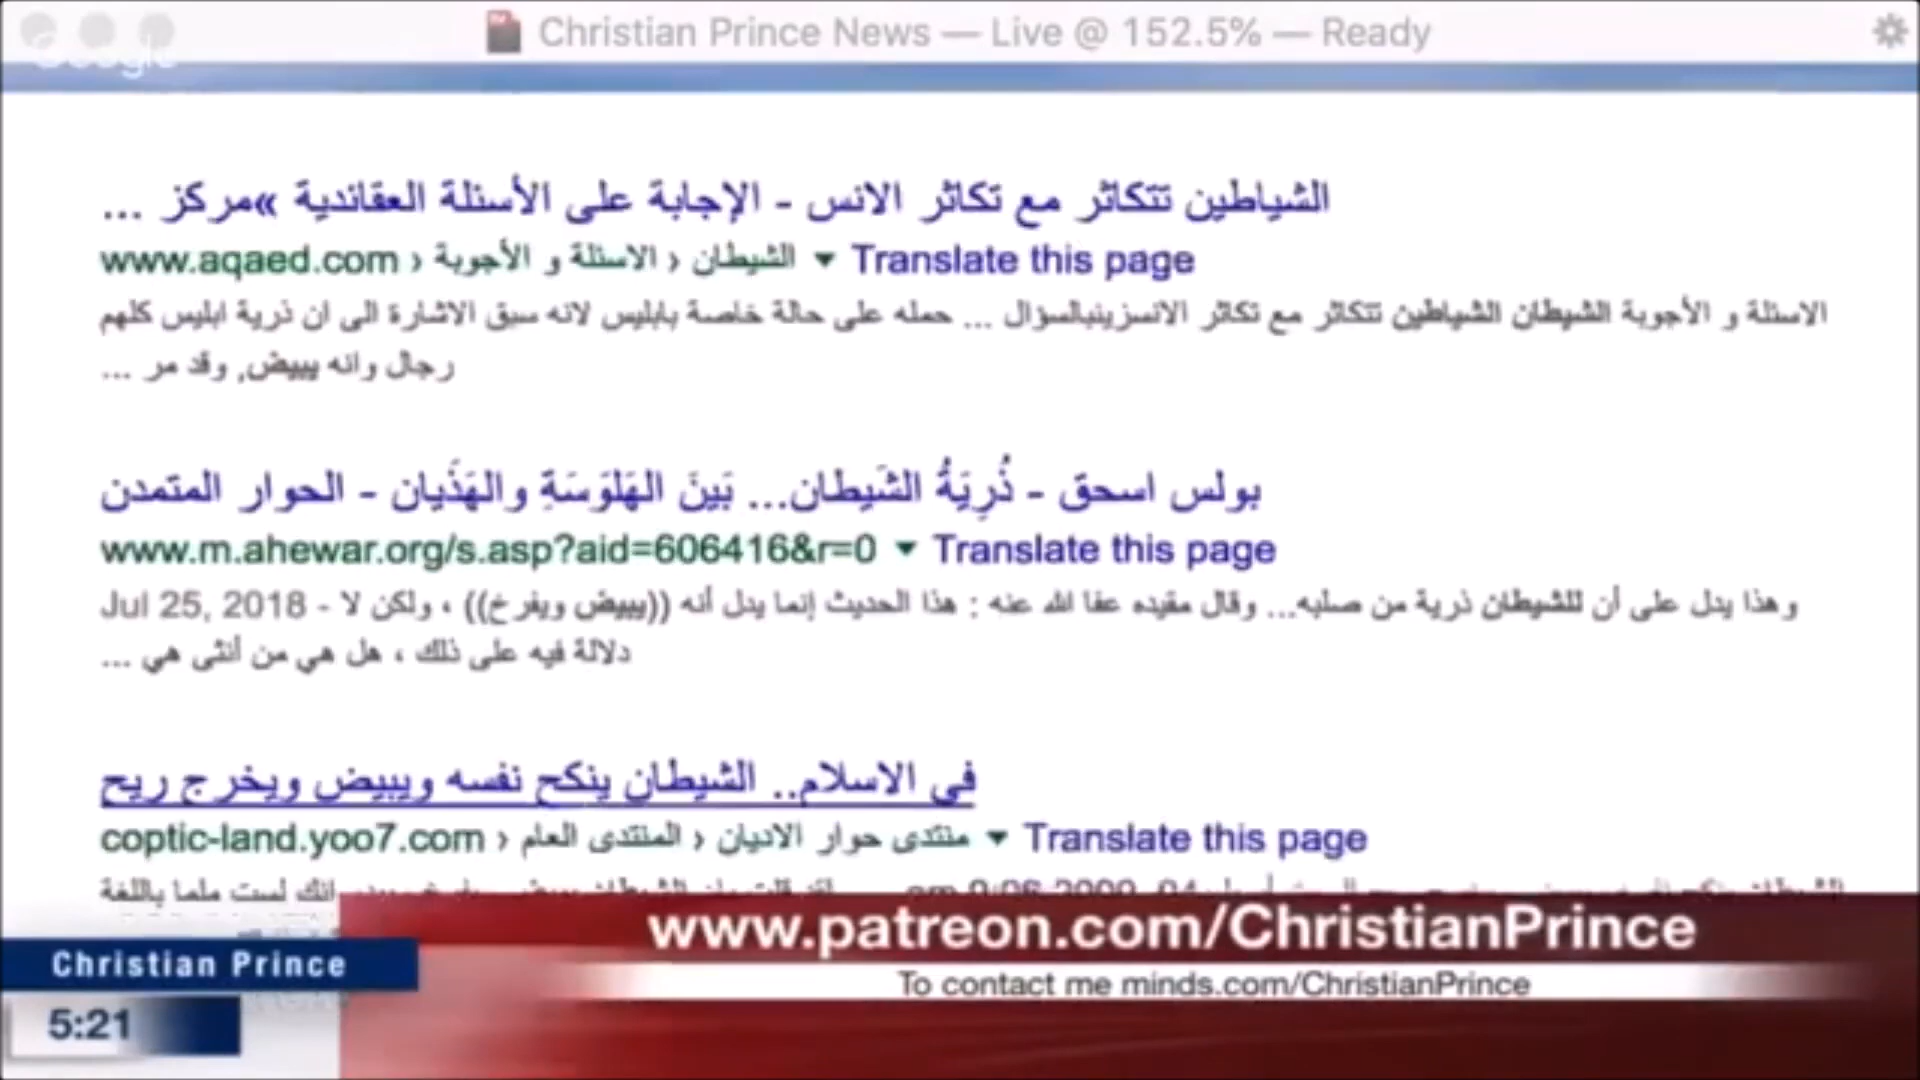 Google
Christian Prince News — Live @ 152.5% — Ready
الشياطين تتكاثر مع تكاثر الانس - الإجابة على الأسئلة العقائدية »مركز ...
www.aqaed.com › الاسئلة و الأجوبة › الشيطان ▼ Translate this page
الاسئلة و الأجوبة الشيطان الشياطين تتكاثر مع تكاثر الانسزينبالسؤال ... حمله على حالة خاصة بابليس لانه سبق الاشارة الى ان ذرية ابليس كلهم
رجال وانه يبيض, وقد مر ...
بولس اسحق - ذُرِيَةُ الشَيطان... بَينَ الهَلوَسَةِ والهَذَيان - الحوار المتمدن
www.m.ahewar.org/s.asp?aid=606416&r=0 ▼ Translate this page
Jul 25, 2018 - وهذا يدل على أن للشيطان ذرية من صلبه... وقال مقيده عفا الله عنه : هذا الحديث إنما يدل أنه ((يبيض ويفرخ)) ، ولكن لا
دلالة فيه على ذلك ، هل هي من أنثى هي ...
في الاسلام.. الشيطان ينكح نفسه ويبيض ويخرج ريح
coptic-land.yoo7.com › المنتدى العام › منتدى حوار الاديان ▼ Translate this page
انك لست ملما باللغة
www.patreon.com/ChristianPrince
Christian Prince
To contact me minds.com/ChristianPrince
5:21